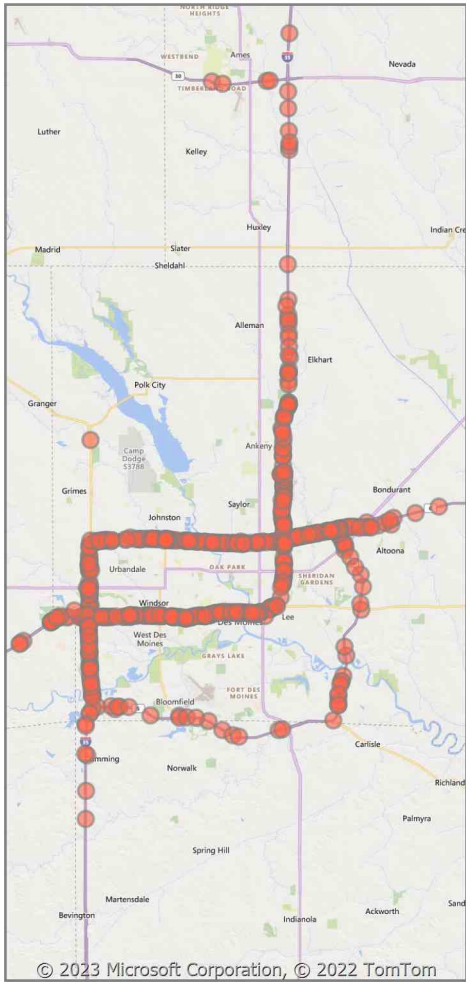 NORTH RIDGE
HEIGHTS
Ames
WESTBEND
Nevada
30
TIMBERLAND ROAD
Luther
Kelley
Huxley
Indian Cre
Madrid
Slater
Sheldahl
Alleman
Elkhart
Polk City
Granger
Ankeny
Camp
Dodge
Grimes
Bondurant
Saylor
Johnston
Altoona
Urbandale
OAK PARK
SHERIDAN
GARDENS
Windsor
Des Moines
Lee
West Des
Moines
GRAYS LAKE
FORT DES
MOINES
Bloomfield
Carlisle
mming
Norwalk
Richland
Palmyra
Spring Hill
Martensdale
Ackworth
Sand
Bevington
Indianola
© 2023 Microsoft Corporation, © 2022 TomTom